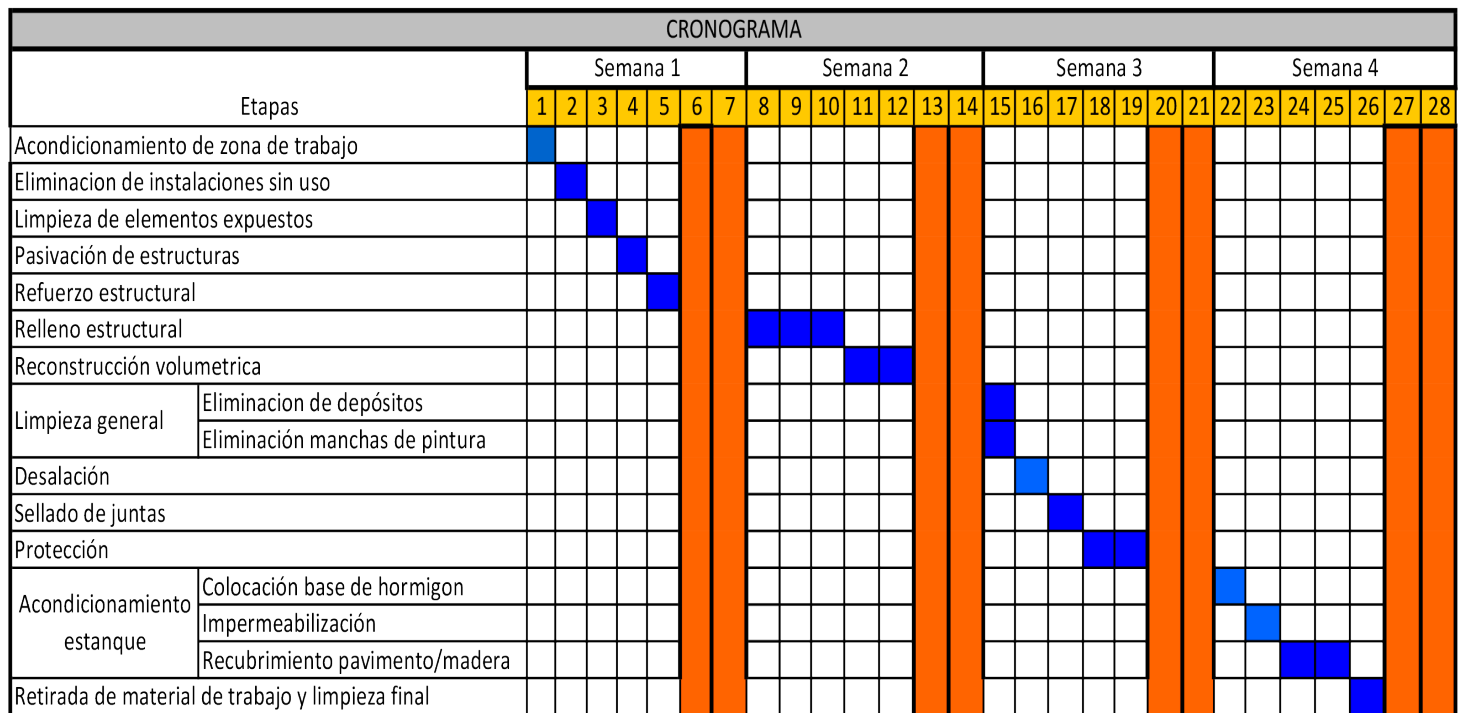 CRONOGRAMA
Semana 1 Semana 2 Semana 3 Semana 4
Etapas 1 2 3 4 5 6 7 8 9 10 11 12 13 14 15 16 17 18 19 20 21 22 23 24 25 26 27 28
Acondicionamiento de zona de trabajo
Eliminacion de instalaciones sin uso
Limpieza de elementos expuestos
Pasivación de estructuras
Refuerzo estructural
Relleno estructural
Reconstrucción volumetrica
Limpieza general
Eliminacion de depósitos
Eliminación manchas de pintura
Desalación
Sellado de juntas
Protección
Acondicionamiento
estanque
Colocación base de hormigon
Impermeabilización
Recubrimiento pavimento/madera
Retirada de material de trabajo y limpieza final